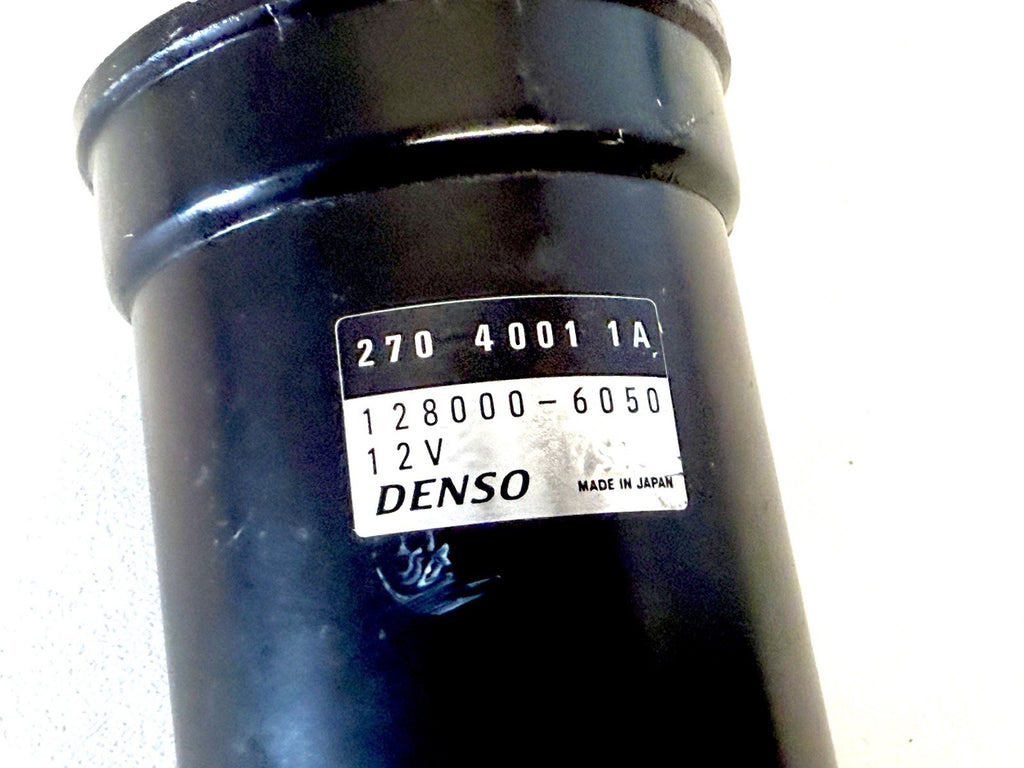 270 4001 1A
128000-6050
12V
DENSO MADE IN JAPAN